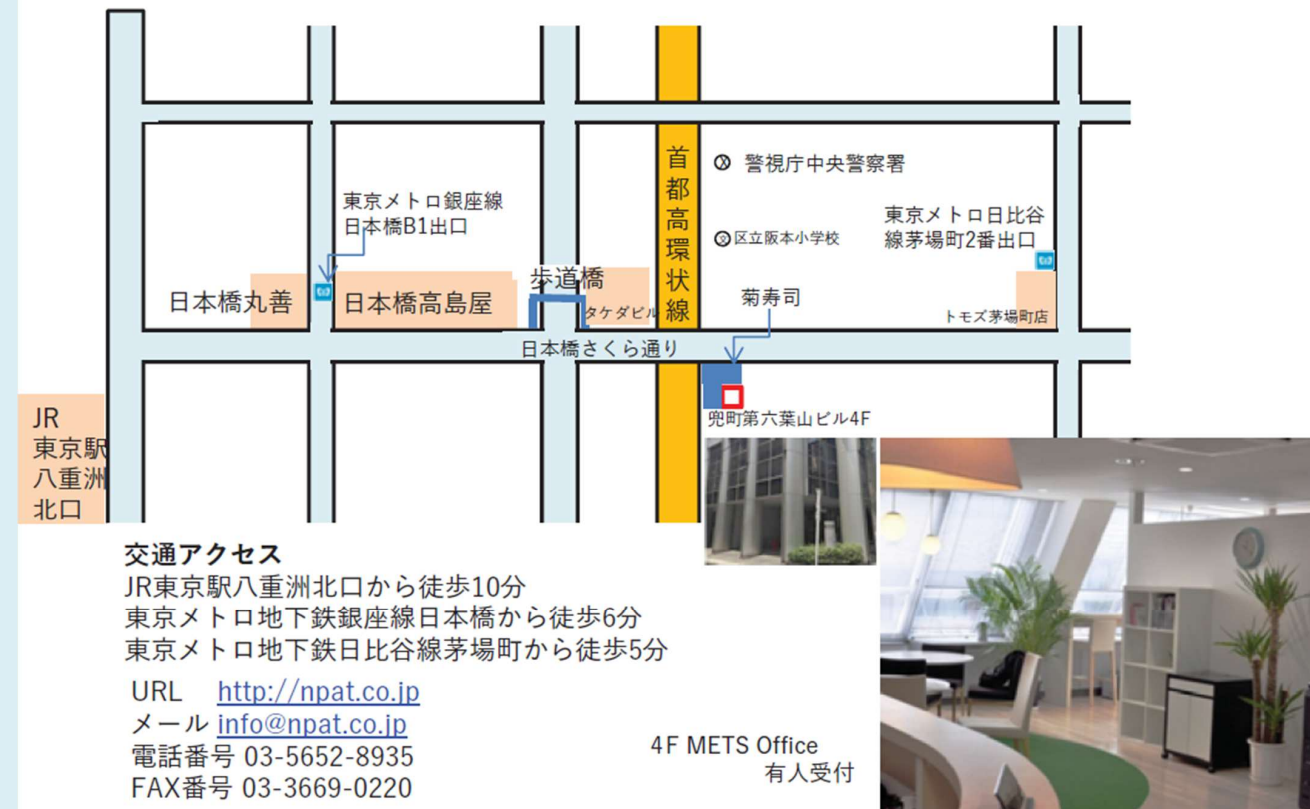 首都高環状線
警視庁中央警察署
東京メトロ銀座線
日本橋B1出口
東京メトロ日比谷
線茅場町2番出口
区立阪本小学校
歩道橋
日本橋丸善
日本橋高島屋
タケダビル
菊寿司
トモズ茅場町店
日本橋さくら通り
JR
東京駅
八重洲
北口
兜町第六葉山ビル4F
交通アクセス
JR東京駅八重洲北口から徒歩10分
東京メトロ地下鉄銀座線日本橋から徒歩6分
東京メトロ地下鉄日比谷線茅場町から徒歩5分
URL http://npat.co.jp
メール info@npat.co.jp
電話番号 03-5652-8935
FAX番号 03-3669-0220
4F METS Office
有人受付